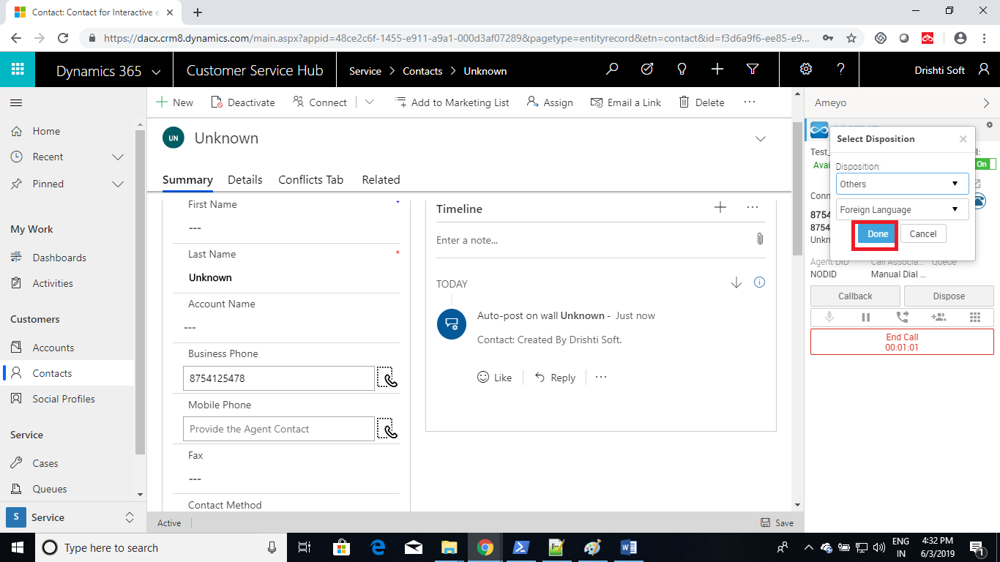 Contact: Contact for Interactive e
https://dacx.crm8.dynamics.com/main.aspx?appid=48ce2c6f-1455-e911-a9a1-000d3af07289&pagetype=entityrecord&etn=contact&id=f3d6a9f6-ee85-e9...
Dynamics 365
Customer Service Hub
Service > Contacts > Unknown
Drishti Soft
Home
Recent
Pinned
My Work
Dashboards
Activities
Customers
Accounts
Contacts
Social Profiles
Service
Cases
Queues
S Service
New Deactivate Connect Add to Marketing List Assign Email a Link Delete ...
UN Unknown
Summary Details Conflicts Tab Related
First Name
---
Last Name *
Unknown
Account Name
---
Business Phone
8754125478
Mobile Phone
Provide the Agent Contact
Fax
---
Contact Method
Timeline
Enter a note...
TODAY
Auto-post on wall Unknown - Just now
Contact: Created By Drishti Soft.
Like Reply ...
Active
Save
Ameyo
Select Disposition
Test_
On
Disposition:
Others
Foreign Language
Done Cancel
8754
8754
Agent DID Call Associa... Queue
NODID Manual Dial ...
Callback Dispose
End Call
00:01:01
Type here to search
ENG
IN
4:32 PM
6/3/2019
1